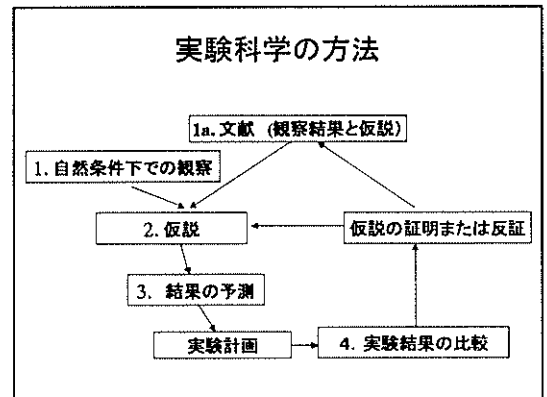 実験科学の方法
1a. 文献 (観察結果と仮説)
1. 自然条件下での観察
2. 仮説
仮説の証明または反証
3. 結果の予測
実験計画
4. 実験結果の比較